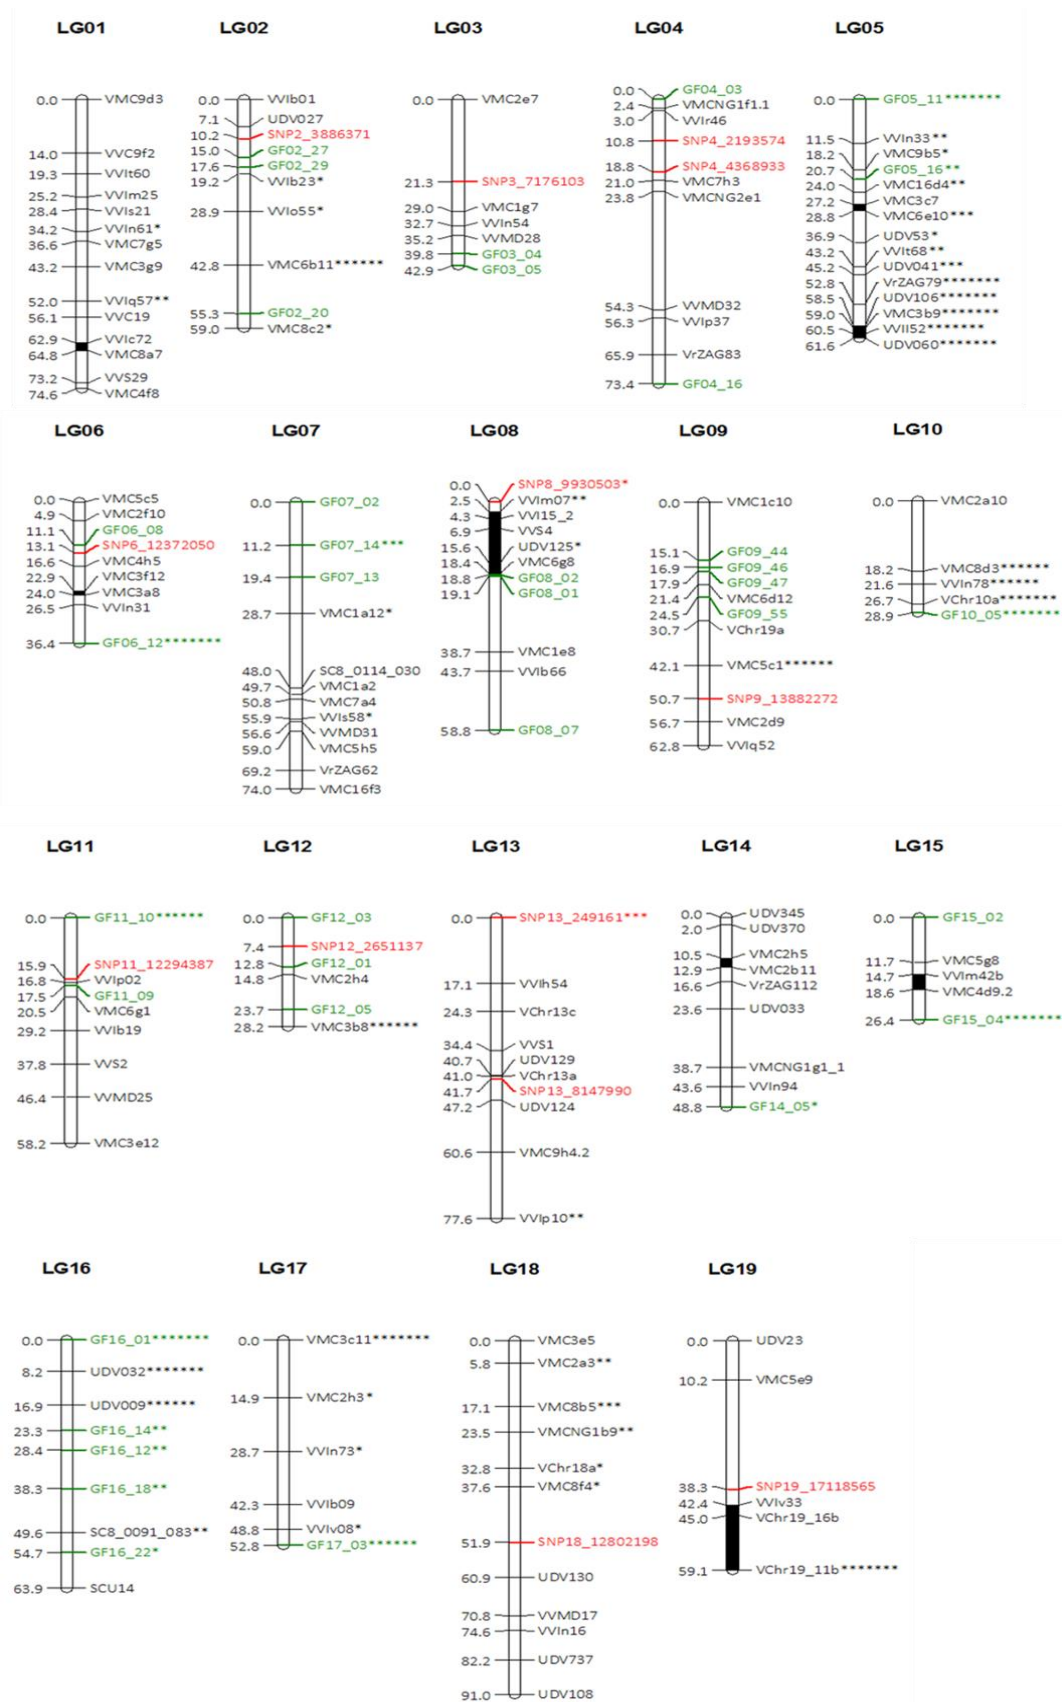 LG01 LG02 LG03 LG04 LG05
LG01
0.0 VMC9d3
14.0 VVC9f2
19.3 VVIt60
25.2 VVIm25
28.4 VVIs21
34.2 VVIn61*
36.6 VMC7g5
43.2 VMC3g9
52.0 VVIq57**
56.1 VVC19
62.9 VVIc72
64.8 VMC8a7
73.2 VVS29
74.6 VMC4f8
LG02
0.0 VVIb01
7.1 UDV027
10.2 SNP2_3886371
15.0 GF02_27
17.6 GF02_29
19.2 VVIb23*
28.9 VVIo55*
42.8 VMC6b11******
55.3 GF02_20
59.0 VMC8c2*
LG03
0.0 VMC2e7
21.3 SNP3_7176103
29.0 VMC1g7
32.7 VVIn54
35.2 VVMD28
39.8 GF03_04
42.9 GF03_05
LG04
0.0 GF04_03
2.4 VMCNG1f1.1
3.0 VVIr46
10.8 SNP4_2193574
18.8 SNP4_4368933
21.0 VMC7h3
23.8 VMCNG2e1
54.3 VVMD32
56.3 VVIp37
65.9 VrZAG83
73.4 GF04_16
LG05
0.0 GF05_11*******
11.5 VVIn33**
18.2 VMC9b5*
20.7 GF05_16**
24.0 VMC16d4**
27.2 VMC3c7
28.8 VMC6e10***
36.9 UDV53*
43.2 VVIt68**
45.2 UDV041***
52.8 VrZAG79*******
58.5 UDV106*******
59.0 VMC3b9*******
60.5 VVII52*******
61.6 UDV060*******
LG06
0.0 VMC5c5
4.9 VMC2f10
11.1 GF06_08
13.1 SNP6_12372050
16.6 VMC4h5
22.9 VMC3f12
24.0 VMC3a8
26.5 VVIn31
36.4 GF06_12*******
LG07
0.0 GF07_02
11.2 GF07_14***
19.4 GF07_13
28.7 VMC1a12*
48.0 SC8_0114_030
49.7 VMC1a2
50.8 VMC7a4
55.9 VVIs58*
56.6 VVMD31
59.0 VMC5h5
69.2 VrZAG62
74.0 VMC16f3
LG08
0.0 SNP8_9930503*
2.5 VVIm07**
4.3 VVI15_2
6.9 VVS4
15.6 UDV125*
18.4 VMC6g8
18.8 GF08_02
19.1 GF08_01
38.7 VMC1e8
43.7 VVIb66
58.8 GF08_07
LG09
0.0 VMC1c10
15.1 GF09_44
16.9 GF09_46
17.9 GF09_47
21.4 VMC6d12
24.5 GF09_55
30.7 VChr19a
42.1 VMC5c1******
50.7 SNP9_13882272
56.7 VMC2d9
62.8 VVIq52
LG10
0.0 VMC2a10
18.2 VMC8d3******
21.6 VVIn78******
26.7 VChr10a******
28.9 GF10_05*******
LG11
0.0 GF11_10******
15.9 SNP11_12294387
16.8 VVIp02
17.5 GF11_09
20.5 VMC6g1
29.2 VVIb19
37.8 VVS2
46.4 VVMD25
58.2 VMC3e12
LG12
0.0 GF12_03
7.4 SNP12_2651137
12.8 GF12_01
14.8 VMC2h4
23.7 GF12_05
28.2 VMC3b8******
LG13
0.0 SNP13_249161***
17.1 VVIh54
24.3 VChr13c
34.4 VVS1
40.7 UDV129
41.0 VChr13a
41.7 SNP13_8147990
47.2 UDV124
60.6 VMC9h4.2
77.6 VVIp10**
LG14
0.0 UDV345
2.0 UDV370
10.5 VMC2h5
12.9 VMC2b11
16.6 VrZAG112
23.6 UDV033
38.7 VMCNG1g1_1
43.6 VVIn94
48.8 GF14_05*
LG15
0.0 GF15_02
11.7 VMC5g8
14.7 VVIm42b
18.6 VMC4d9.2
26.4 GF15_04*******
LG16
0.0 GF16_01*******
8.2 UDV032*******
16.9 UDV009******
23.3 GF16_14**
28.4 GF16_12**
38.3 GF16_18**
49.6 SC8_0091_083**
54.7 GF16_22*
63.9 SCU14
LG17
0.0 VMC3c11*******
14.9 VMC2h3*
28.7 VVIn73*
42.3 VVIb09
48.8 VVIv08*
52.8 GF17_03******
LG18
0.0 VMC3e5
5.8 VMC2a3**
17.1 VMC8b5***
23.5 VMCNG1b9**
32.8 VChr18a*
37.6 VMC8f4*
51.9 SNP18_12802198
60.9 UDV130
70.8 VVMD17
74.6 VVIn16
82.2 UDV737
91.0 UDV108
LG19
0.0 UDV23
10.2 VMC5e9
38.3 SNP19_17118565
42.4 VVIv33
45.0 VChr19_16b
59.1 VChr19_11b*******